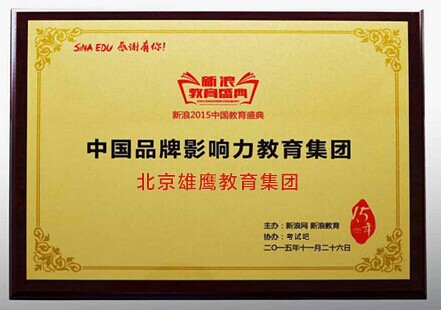 SINA EDU 感谢有你!
新浪
教育盛典
新浪2015中国教育盛典
中国品牌影响力教育集团
北京雄鹰教育集团
主办：新浪网 新浪教育
协办：考试吧
二〇一五年十一月二十六日
15年